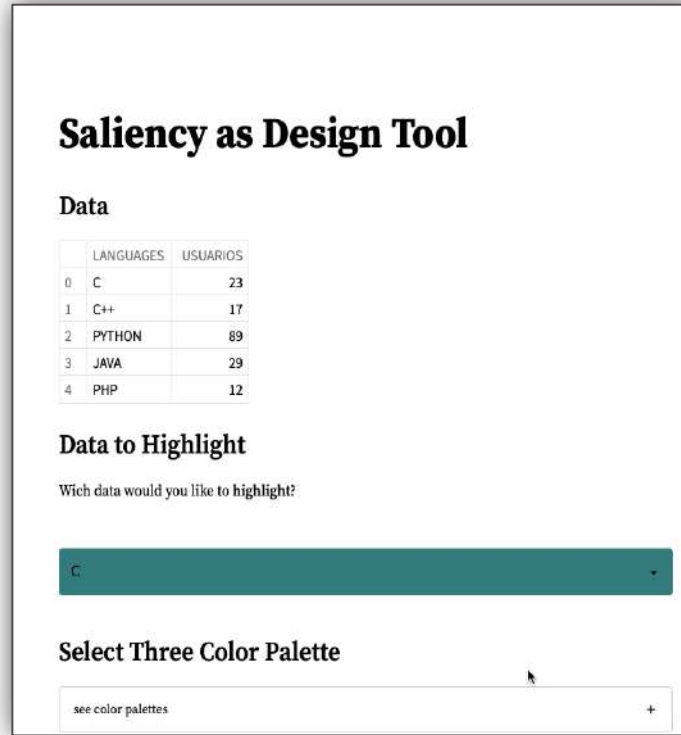 Saliency as Design Tool
Data
LANGUAGES USUARIOS
0 C 23
1 C++ 17
2 PYTHON 89
3 JAVA 29
4 PHP 12
Data to Highlight
Wich data would you like to highlight?
C
Select Three Color Palette
see color palettes +